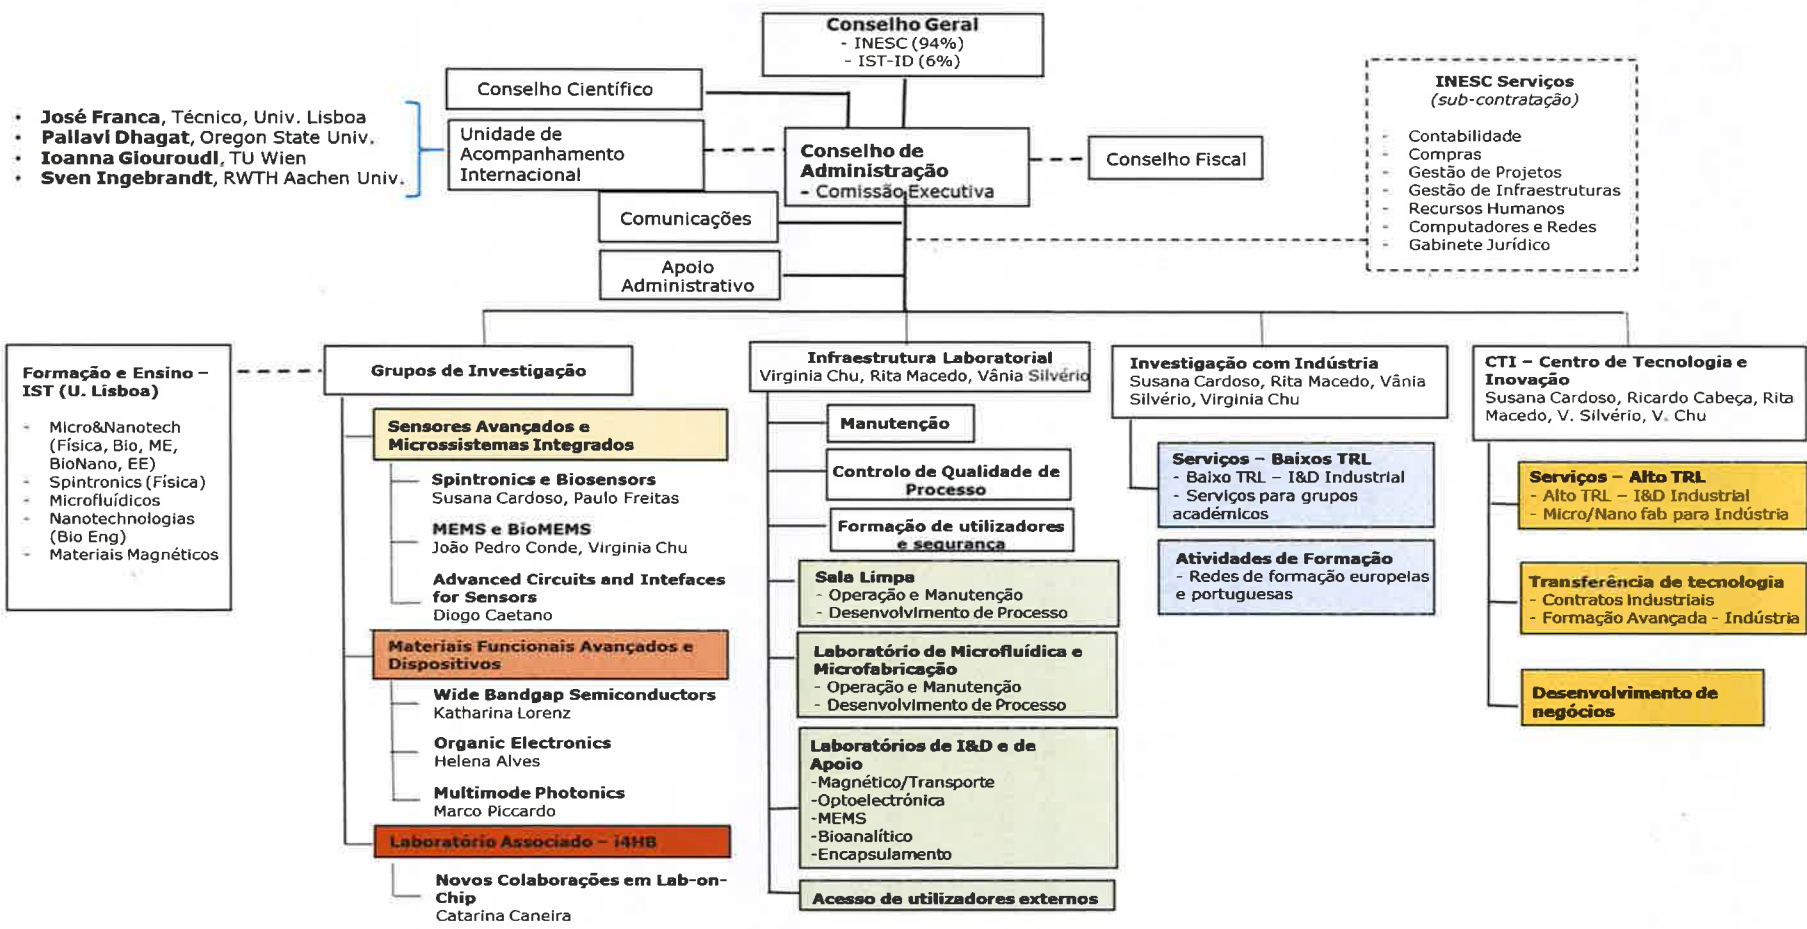 Conselho Geral
- INESC (94%)
- IST-ID (6%)
Conselho Científico
• José Franca, Técnico, Univ. Lisboa
• Pallavi Dhagat, Oregon State Univ.
• Ioanna Giouroudl, TU Wien
• Sven Ingebrandt, RWTH Aachen Univ.
Unidade de
Acompanhamento
Internacional
Conselho de
Administração
– Comissão Executiva
Conselho Fiscal
INESC Serviços
(sub-contratação)
- Contabilidade
- Compras
- Gestão de Projetos
- Gestão de Infraestruturas
- Recursos Humanos
- Computadores e Redes
- Gabinete Jurídico
Comunicações
Apoio
Administrativo
Formação e Ensino –
IST (U. Lisboa)
- Micro&Nanotech
(Física, Bio, ME,
BioNano, EE)
- Spintronics (Física)
- Microfluídicos
- Nanotechnologias
(Bio Eng)
- Materiais Magnéticos
Grupos de Investigação
Sensores Avançados e
Microssistemas Integrados
Spintronics e Biosensors
Susana Cardoso, Paulo Freitas
MEMS e BioMEMS
João Pedro Conde, Virginia Chu
Advanced Circuits and Intefaces
for Sensors
Diogo Caetano
Materiais Funcionais Avançados e
Dispositivos
Wide Bandgap Semiconductors
Katharina Lorenz
Organic Electronics
Helena Alves
Multimode Photonics
Marco Piccardo
Laboratório Associado – i4HB
Novos Colaborações em Lab-on-
Chip
Catarina Caneira
Infraestrutura Laboratorial
Virginia Chu, Rita Macedo, Vânia Silvério
Manutenção
Controlo de Qualidade de
Processo
Formação de utilizadores
e segurança
Sala Limpa
- Operação e Manutenção
- Desenvolvimento de Processo
Laboratório de Microfluídica e
Microfabricação
- Operação e Manutenção
- Desenvolvimento de Processo
Laboratórios de I&D e de
Apoio
-Magnético/Transporte
-Optoelectrónica
-MEMS
-Bioanalítico
-Encapsulamento
Acesso de utilizadores externos
Investigação com Indústria
Susana Cardoso, Rita Macedo, Vânia
Silvério, Virginia Chu
Serviços – Baixos TRL
- Baixo TRL – I&D Industrial
- Serviços para grupos
académicos
Atividades de Formação
- Redes de formação europeias
e portuguesas
CTI – Centro de Tecnologia e
Inovação
Susana Cardoso, Ricardo Cabeça, Rita
Macedo, V. Silvério, V. Chu
Serviços – Alto TRL
- Alto TRL – I&D Industrial
- Micro/Nano fab para Indústria
Transferência de tecnologia
- Contratos industriais
- Formação Avançada - Indústria
Desenvolvimento de
negócios